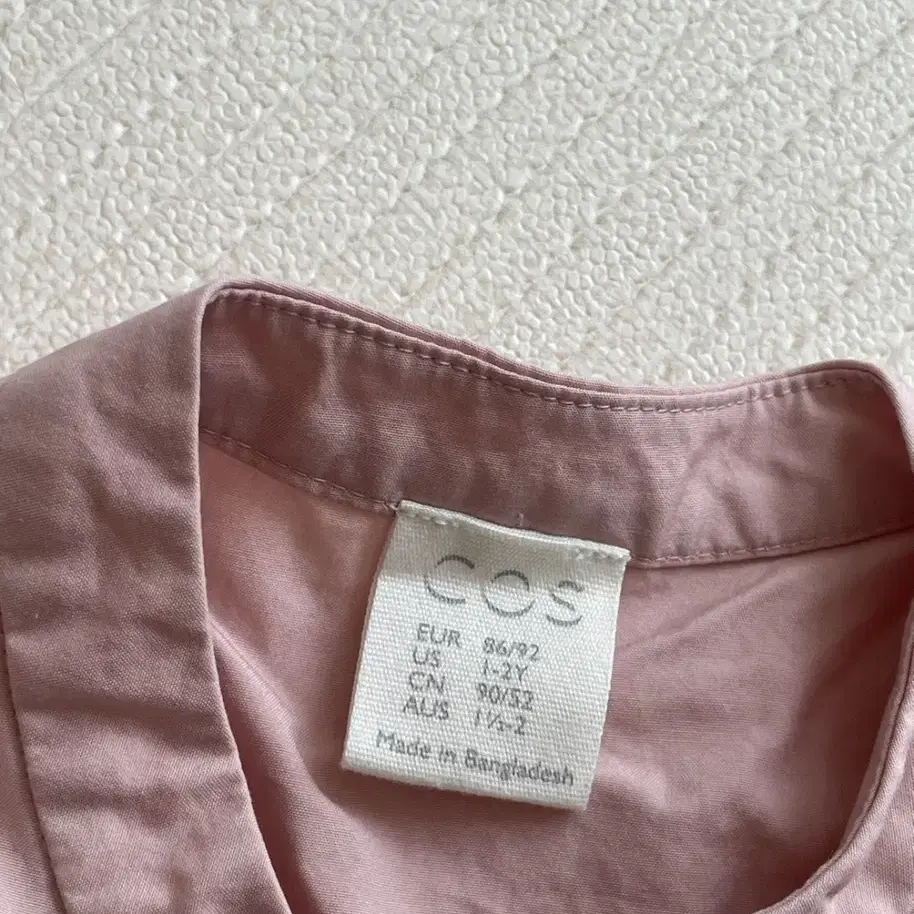 COS
EUR 86/92
US 1-2Y
CN 90/52
AUS 1½-2
Made in Bangladesh